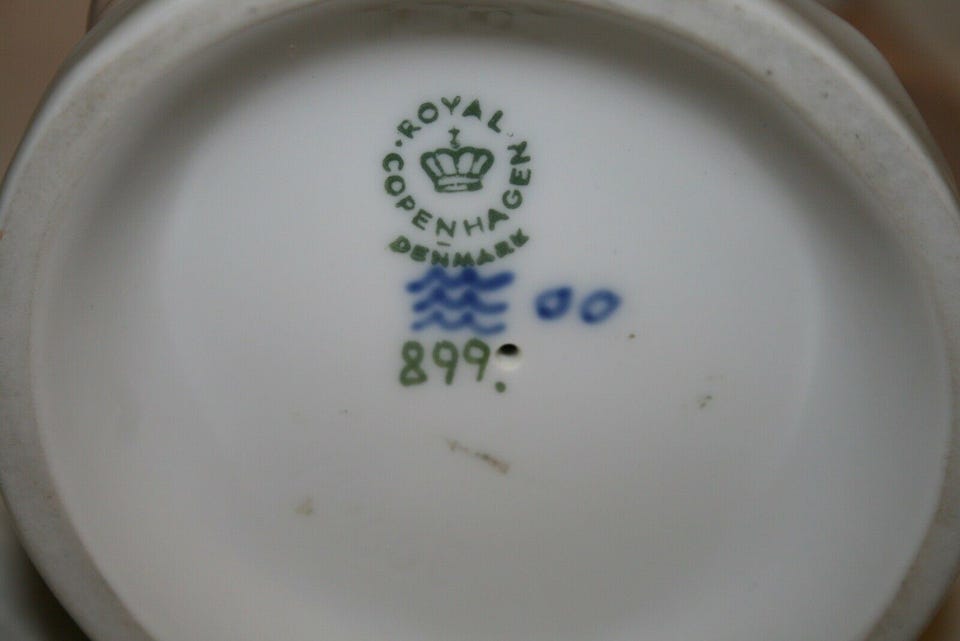 ROYAL
COPENHAGEN
DENMARK
899.